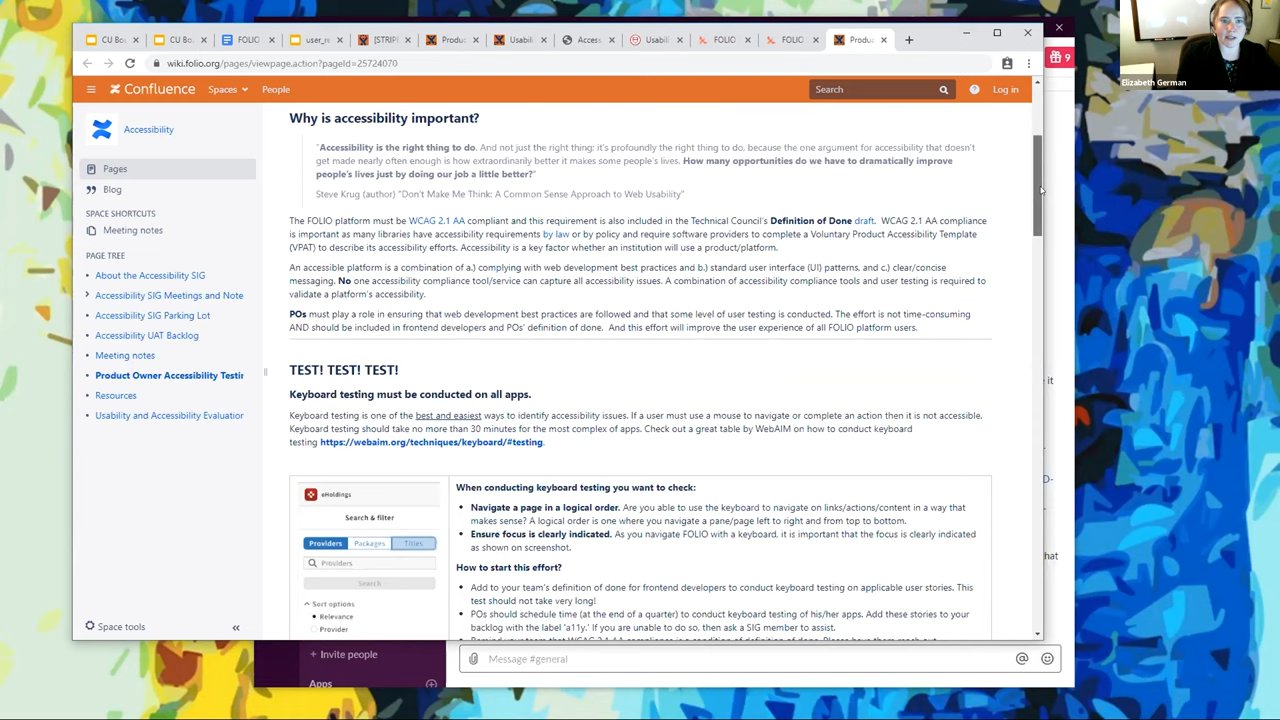 CU Bo
CU Bo
FOLIO
user_re
[STRIP
Produc
Usabili
Access
Usabili
FOLIO
FOLIO
Produc
wiki.folio.org/pages/viewpage.action?pageId=55724070
9
Elizabeth German
Confluence
Spaces
People
Search
Log in
Accessibility
Pages
Blog
SPACE SHORTCUTS
Meeting notes
PAGE TREE
About the Accessibility SIG
Accessibility SIG Meetings and Note
Accessibility SIG Parking Lot
Accessibility UAT Backlog
Meeting notes
Product Owner Accessibility Testin
Resources
Usability and Accessibility Evaluation
Space tools
Why is accessibility important?
"Accessibility is the right thing to do. And not just the right thing; it's profoundly the right thing to do, because the one argument for accessibility that doesn't
get made nearly often enough is how extraordinarily better it makes some people's lives. How many opportunities do we have to dramatically improve
people's lives just by doing our job a little better?"
Steve Krug (author) "Don't Make Me Think: A Common Sense Approach to Web Usability"
The FOLIO platform must be WCAG 2.1 AA compliant and this requirement is also included in the Technical Council's Definition of Done draft. WCAG 2.1 AA compliance
is important as many libraries have accessibility requirements by law or by policy and require software providers to complete a Voluntary Product Accessibility Template
(VPAT) to describe its accessibility efforts. Accessibility is a key factor whether an institution will use a product/platform.
An accessible platform is a combination of a.) complying with web development best practices and b.) standard user interface (UI) patterns, and c.) clear/concise
messaging. No one accessibility compliance tool/service can capture all accessibility issues. A combination of accessibility compliance tools and user testing is required to
validate a platform's accessibility.
POs must play a role in ensuring that web development best practices are followed and that some level of user testing is conducted. The effort is not time-consuming
AND should be included in frontend developers and POs' definition of done. And this effort will improve the user experience of all FOLIO platform users.
TEST! TEST! TEST!
Keyboard testing must be conducted on all apps.
Keyboard testing is one of the best and easiest ways to identify accessibility issues. If a user must use a mouse to navigate or complete an action then it is not accessible.
Keyboard testing should take no more than 30 minutes for the most complex of apps. Check out a great table by WebAIM on how to conduct keyboard
testing https://webaim.org/techniques/keyboard/#testing.
eHoldings
Search & filter
Providers
Packages
Titles
Providers
Search
Sort options
Relevance
Provider
When conducting keyboard testing you want to check:
Navigate a page in a logical order. Are you able to use the keyboard to navigate on links/actions/content in a way that
makes sense? A logical order is one where you navigate a pane/page left to right and from top to bottom.
Ensure focus is clearly indicated. As you navigate FOLIO with a keyboard, it is important that the focus is clearly indicated
as shown on screenshot.
How to start this effort?
Add to your team's definition of done for frontend developers to conduct keyboard testing on applicable user stories. This
test should not take very long!
POs should schedule time (at the end of a quarter) to conduct keyboard testing of his/her apps. Add these stories to your
backlog with the label 'a11y.' If you are unable to do so, then ask a SIG member to assist.
it
D-
hat
Invite people
Apps
Message #general